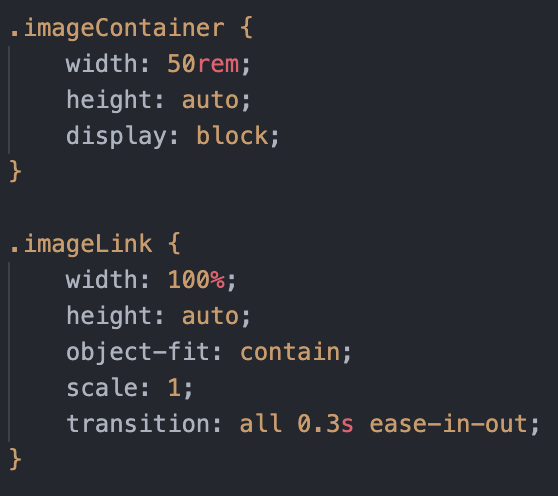 .imageContainer {
    width: 50rem;
    height: auto;
    display: block;
}

.imageLink {
    width: 100%;
    height: auto;
    object-fit: contain;
    scale: 1;
    transition: all 0.3s ease-in-out;
}